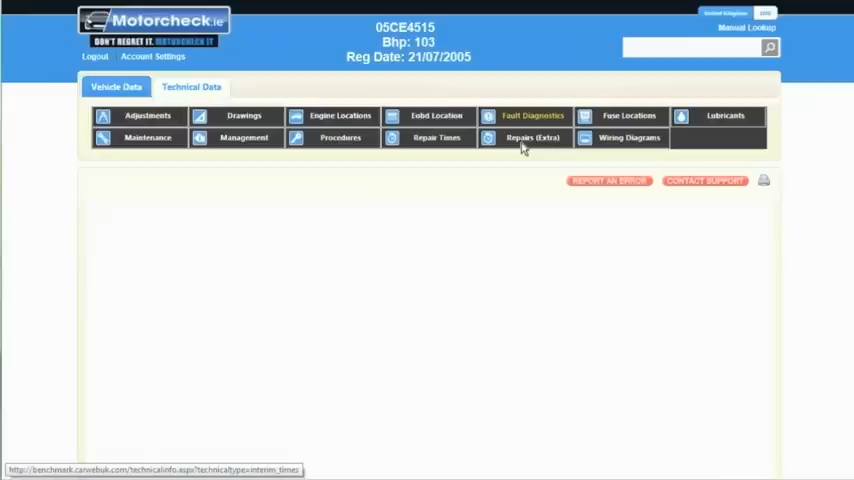 Motorcheck.ie
DON'T REGRET IT. MOTORCHECK IT
Logout
Account Settings
05CE4515
Bhp: 103
Reg Date: 21/07/2005
United Kingdom
Manual Lookup
Vehicle Data
Technical Data
Adjustments
Drawings
Engine Locations
Eobd Location
Fault Diagnostics
Fuse Locations
Lubricants
Maintenance
Management
Procedures
Repair Times
Repairs (Extra)
Wiring Diagrams
REPORT AN ERROR
CONTACT SUPPORT
http://benchmark.carwebuk.com/technicalinfo.aspx?technicaltype=interim_times